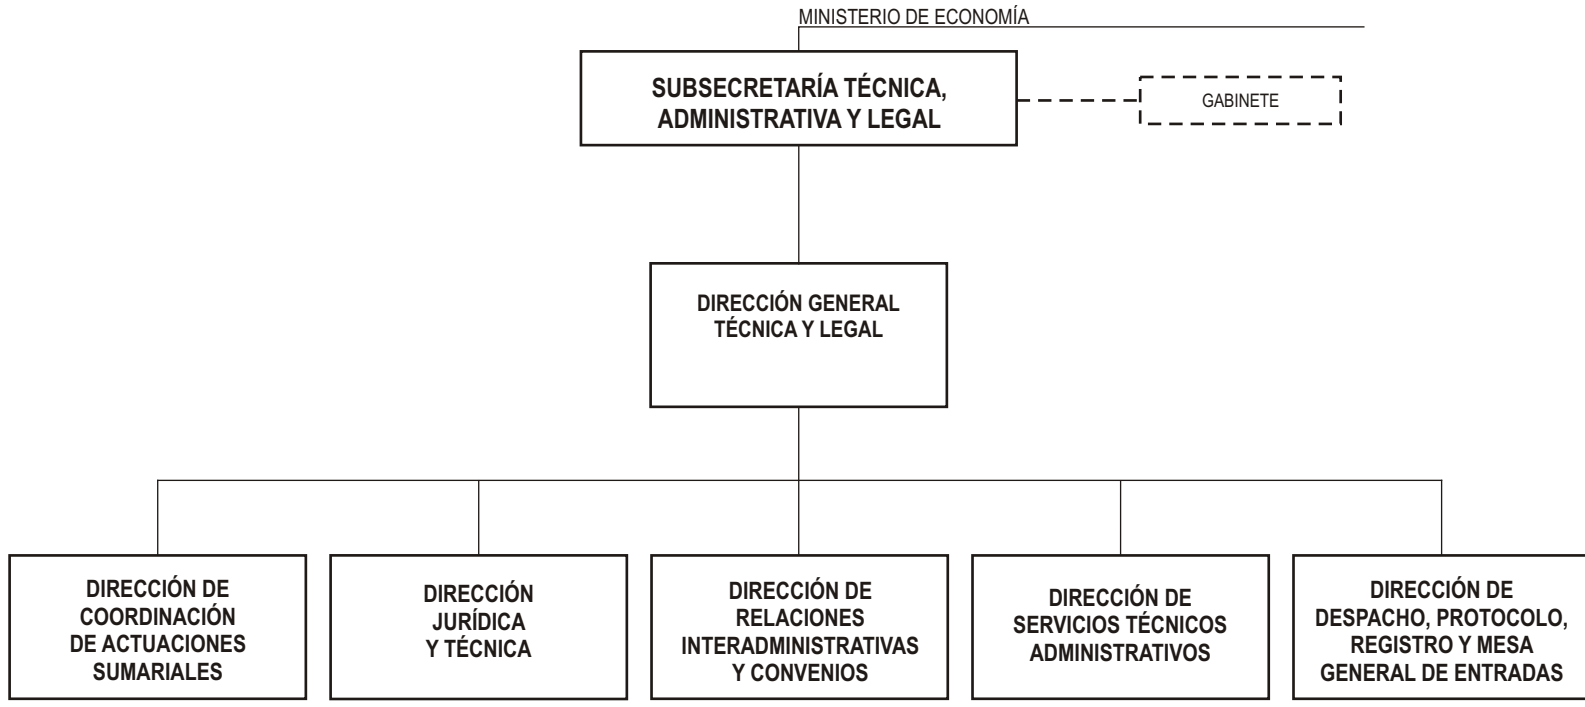 MINISTERIO DE ECONOMÍA
SUBSECRETARÍA TÉCNICA,
ADMINISTRATIVA Y LEGAL
GABINETE
DIRECCIÓN GENERAL
TÉCNICA Y LEGAL
DIRECCIÓN DE
COORDINACIÓN
DE ACTUACIONES
SUMARIALES
DIRECCIÓN
JURÍDICA
Y TÉCNICA
DIRECCIÓN DE
RELACIONES
INTERADMINISTRATIVAS
Y CONVENIOS
DIRECCIÓN DE
SERVICIOS TÉCNICOS
ADMINISTRATIVOS
DIRECCIÓN DE
DESPACHO, PROTOCOLO,
REGISTRO Y MESA
GENERAL DE ENTRADAS